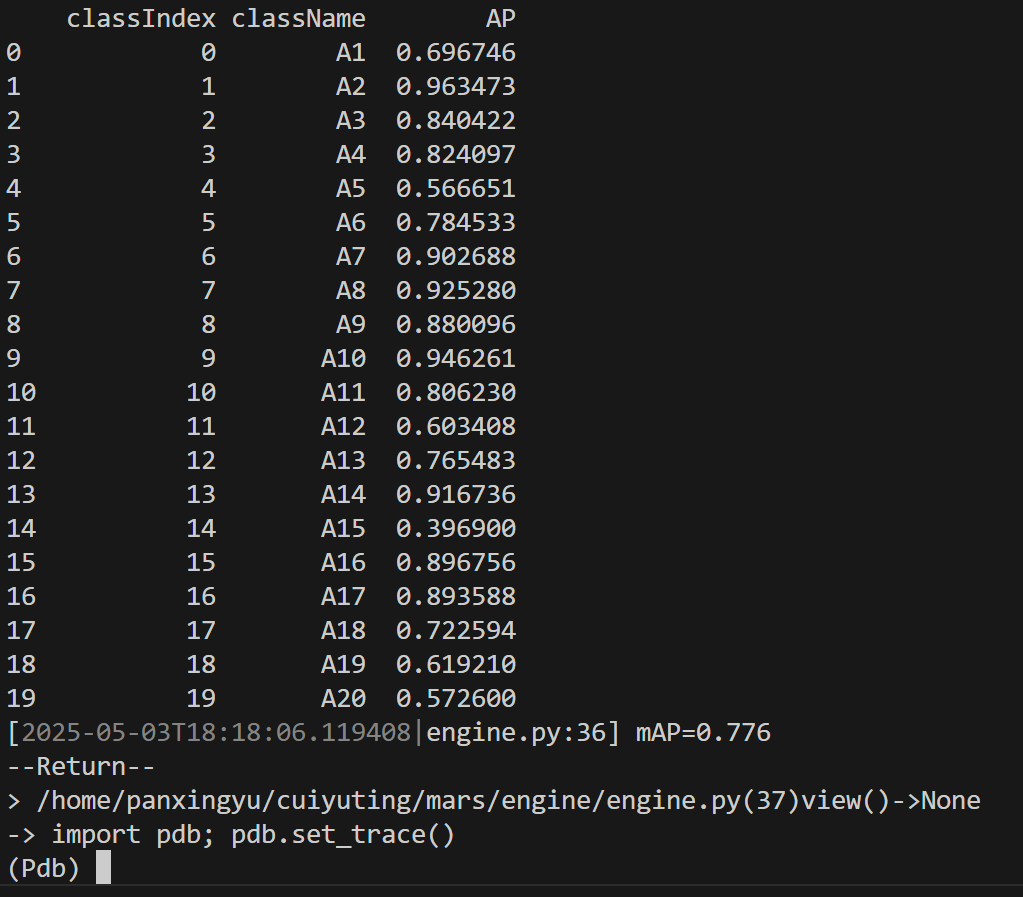 classIndex className AP
0 0 A1 0.696746
1 1 A2 0.963473
2 2 A3 0.840422
3 3 A4 0.824097
4 4 A5 0.566651
5 5 A6 0.784533
6 6 A7 0.902688
7 7 A8 0.925280
8 8 A9 0.880096
9 9 A10 0.946261
10 10 A11 0.806230
11 11 A12 0.603408
12 12 A13 0.765483
13 13 A14 0.916736
14 14 A15 0.396900
15 15 A16 0.896756
16 16 A17 0.893588
17 17 A18 0.722594
18 18 A19 0.619210
19 19 A20 0.572600
[2025-05-03T18:18:06.119408|engine.py:36] mAP=0.776
--Return--
> /home/panxingyu/cuiyuting/mars/engine/engine.py(37)view()->None
-> import pdb; pdb.set_trace()
(Pdb)